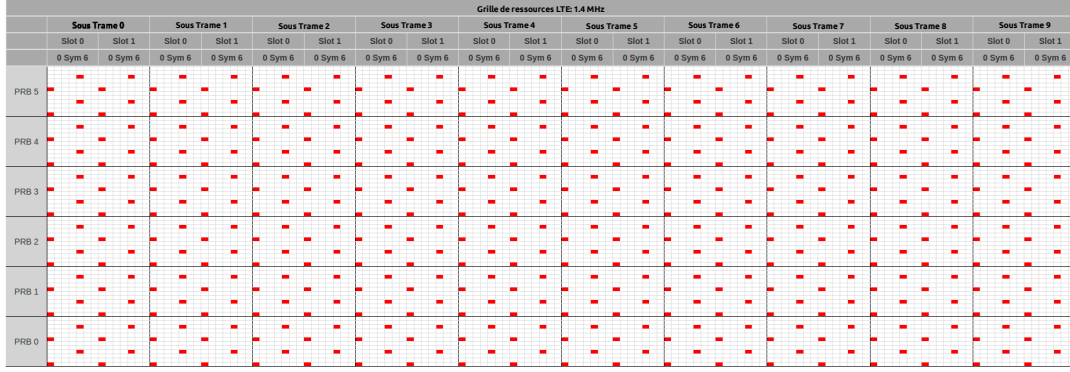 Grille de ressources LTE: 1.4 MHz
Sous Trame 0 Sous Trame 1 Sous Trame 2 Sous Trame 3 Sous Trame 4 Sous Trame 5 Sous Trame 6 Sous Trame 7 Sous Trame 8 Sous Trame 9
Slot 0 Slot 1 Slot 0 Slot 1 Slot 0 Slot 1 Slot 0 Slot 1 Slot 0 Slot 1 Slot 0 Slot 1 Slot 0 Slot 1 Slot 0 Slot 1 Slot 0 Slot 1 Slot 0 Slot 1
0 Sym 6 0 Sym 6 0 Sym 6 0 Sym 6 0 Sym 6 0 Sym 6 0 Sym 6 0 Sym 6 0 Sym 6 0 Sym 6 0 Sym 6 0 Sym 6 0 Sym 6 0 Sym 6 0 Sym 6 0 Sym 6 0 Sym 6 0 Sym 6 0 Sym 6 0 Sym 6
PRB 5
PRB 4
PRB 3
PRB 2
PRB 1
PRB 0